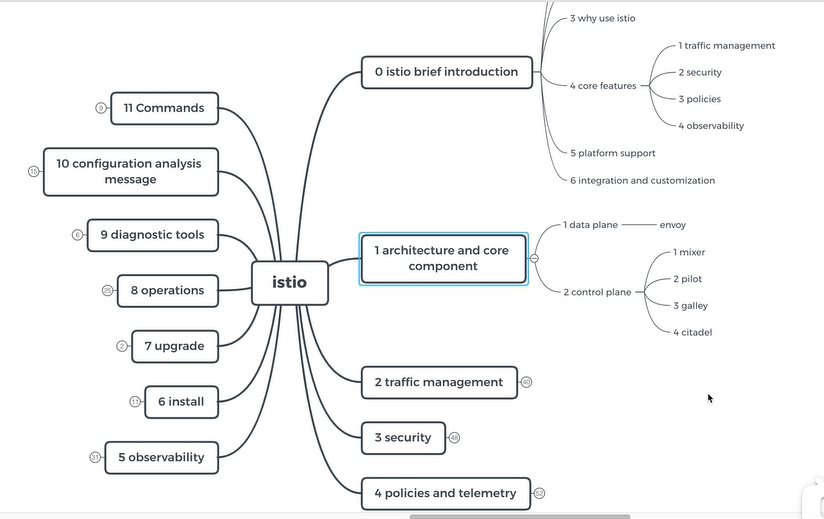 istio
0 istio brief introduction
3 why use istio
4 core features
1 traffic management
2 security
3 policies
4 observability
5 platform support
6 integration and customization
1 architecture and core
component
1 data plane
envoy
2 control plane
1 mixer
2 pilot
3 galley
4 citadel
2 traffic management
40
3 security
48
4 policies and telemetry
52
5 observability
31
6 install
11
7 upgrade
2
8 operations
25
9 diagnostic tools
6
10 configuration analysis
message
15
11 Commands
9